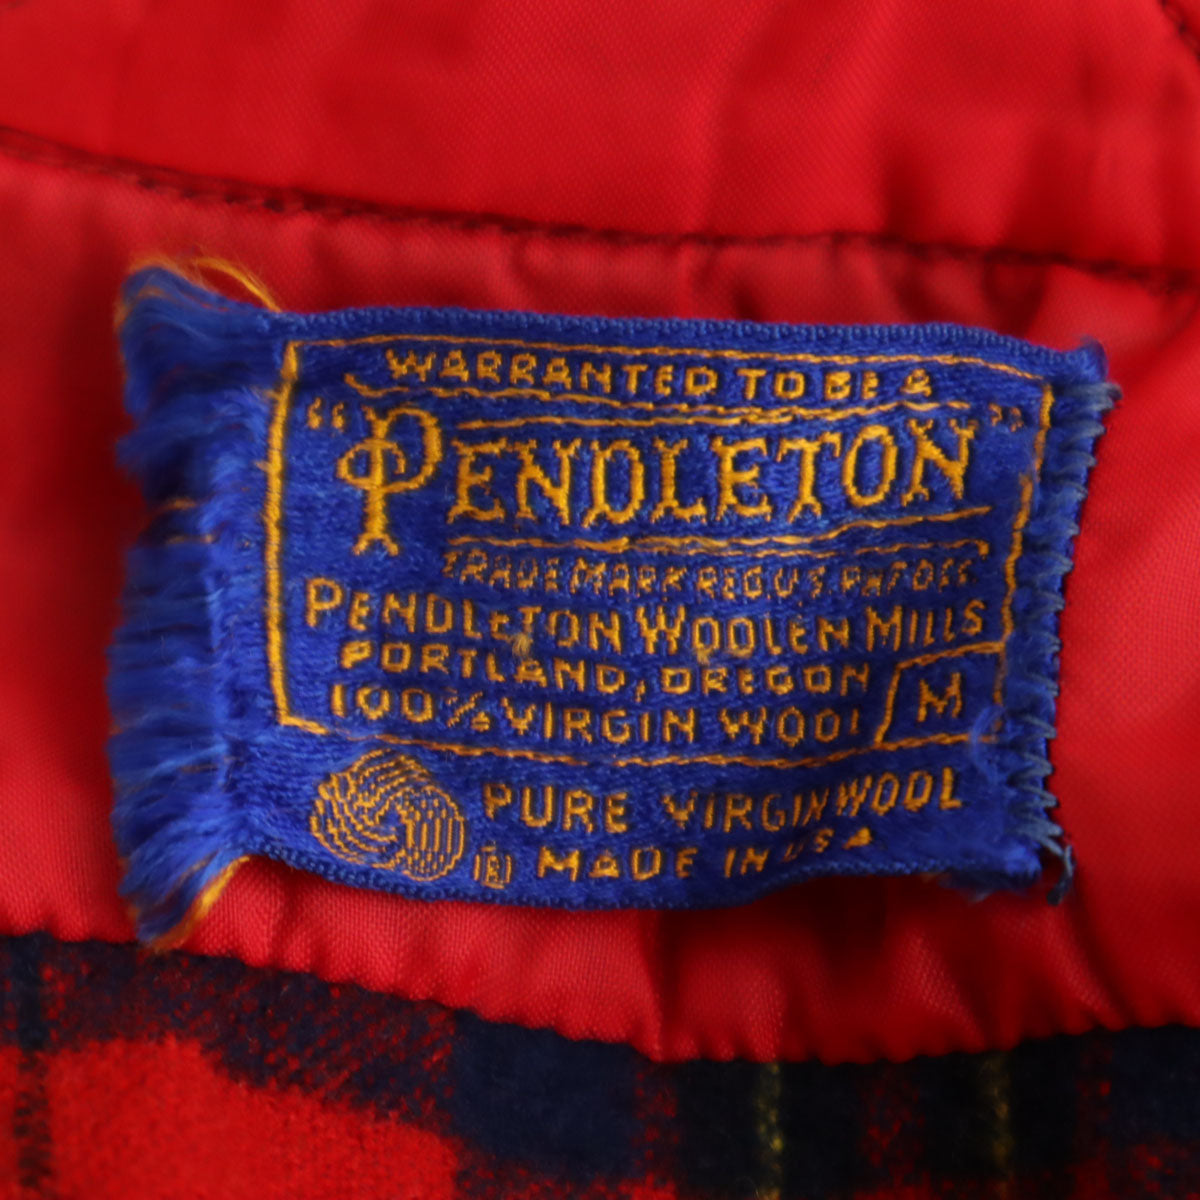 WARRANTED TO BE A
"PENDLETON"
TRADE MARK REG. U.S. PAT OFF.
PENDLETON WOOLEN MILLS
PORTLAND, OREGON
100% VIRGIN WOOL
M
PURE VIRGIN WOOL
® MADE IN USA